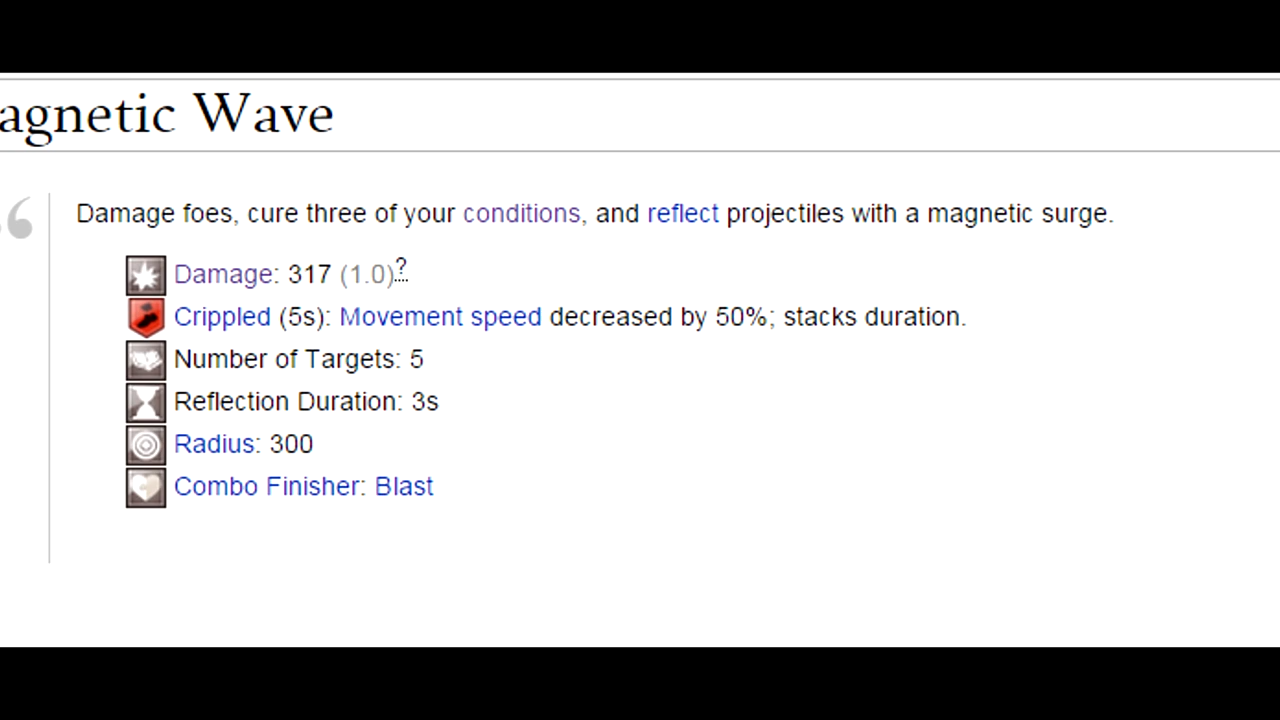 agnetic Wave
Damage foes, cure three of your conditions, and reflect projectiles with a magnetic surge.
Damage: 317 (1.0)?
Crippled (5s): Movement speed decreased by 50%; stacks duration.
Number of Targets: 5
Reflection Duration: 3s
Radius: 300
Combo Finisher: Blast